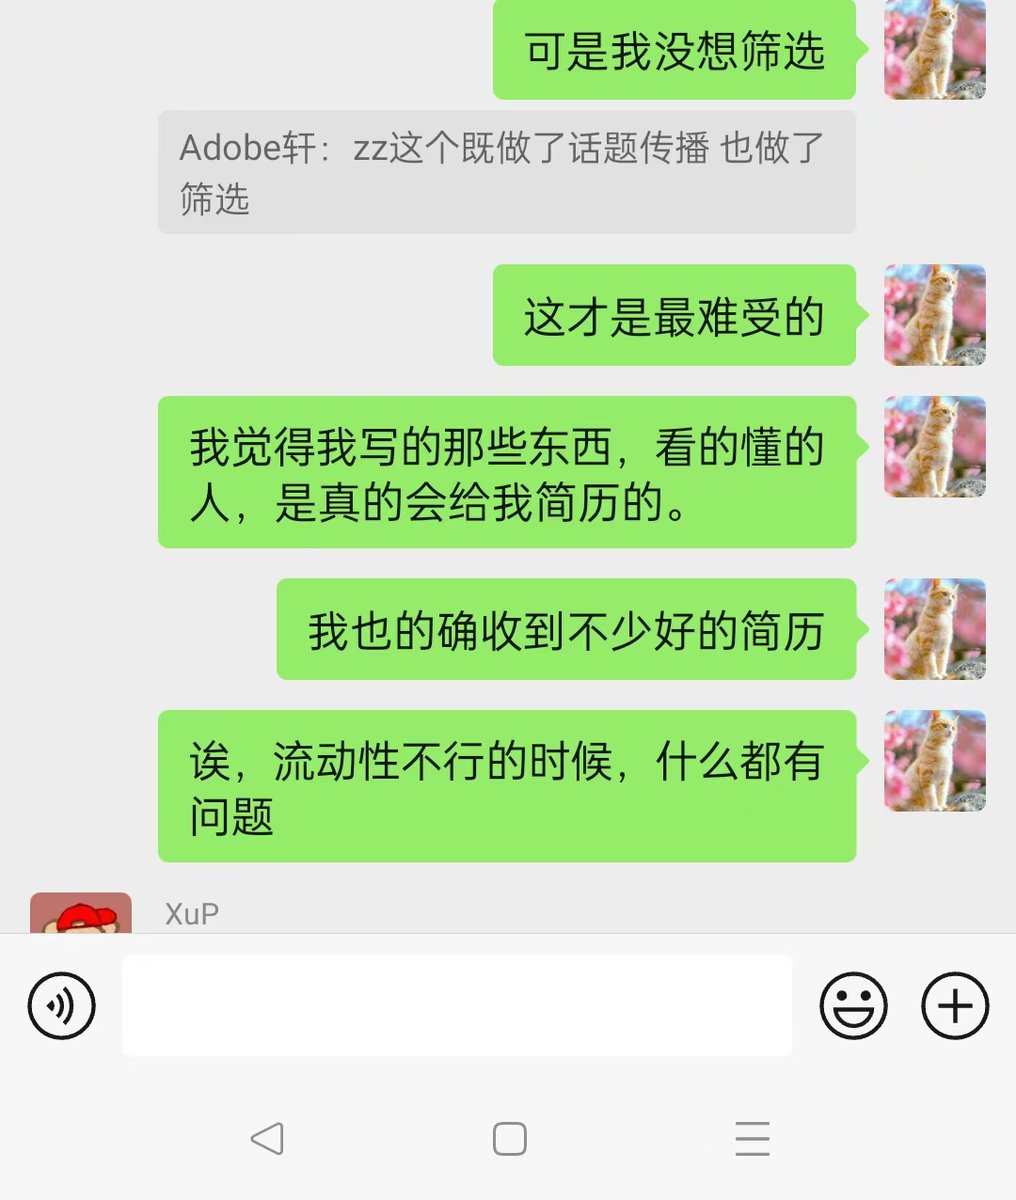 可是我没想筛选
Adobe轩：zz这个既做了话题传播 也做了
筛选
这才是最难受的
我觉得我写的那些东西，看的懂的
人，是真的会给我简历的。
我也的确收到不少好的简历
诶，流动性不行的时候，什么都有
问题
XuP